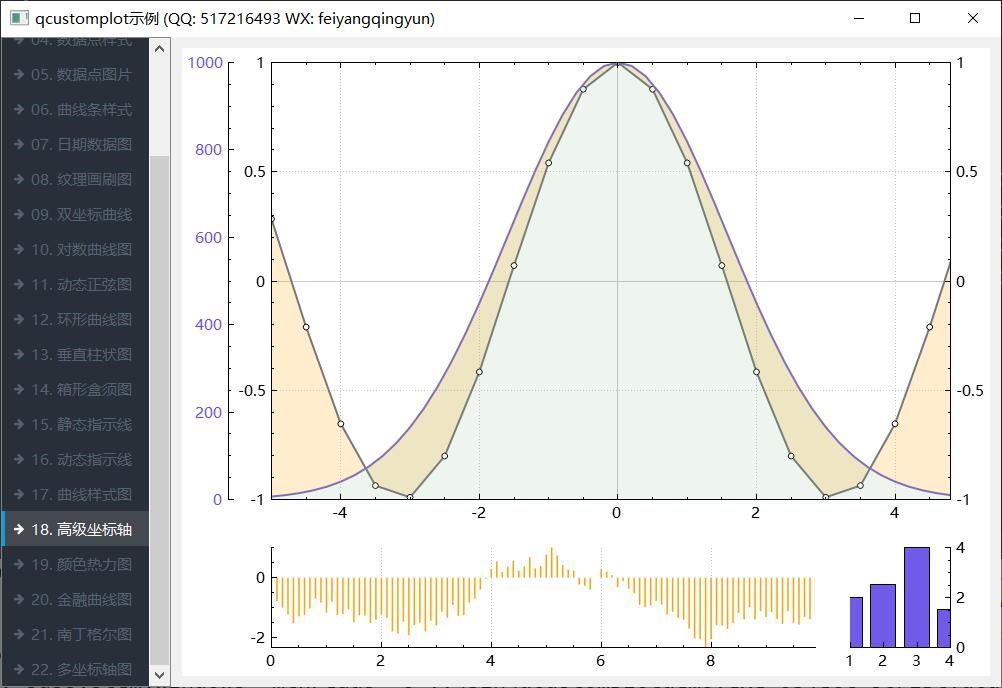 qcustomplot示例 (QQ: 517216493 WX: feiyangqingyun)
04. 数据点样式
05. 数据点图片
06. 曲线条样式
07. 日期数据图
08. 纹理画刷图
09. 双坐标曲线
10. 对数曲线图
11. 动态正弦图
12. 环形曲线图
13. 垂直柱状图
14. 箱形盒须图
15. 静态指示线
16. 动态指示线
17. 曲线样式图
18. 高级坐标轴
19. 颜色热力图
20. 金融曲线图
21. 南丁格尔图
22. 多坐标轴图
1000 1 1
800
0.5 0.5
600
0 0
400
-0.5 -0.5
200
0 -1 -1
-4 -2 0 2 4
0 4
2
-2 0
0 2 4 6 8 1 2 3 4